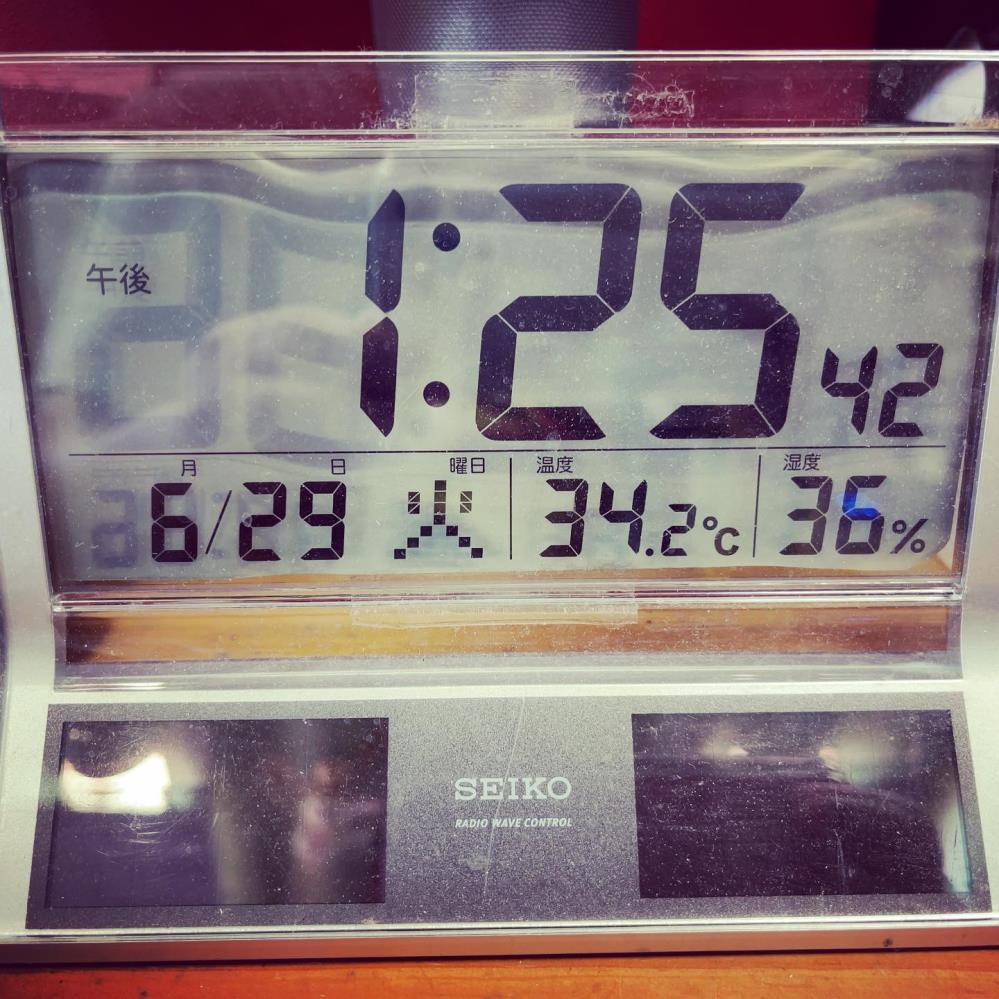 午後 1:25 42
月 日 曜日 温度 湿度
6/29 火 34.2℃ 36%
SEIKO
RADIO WAVE CONTROL